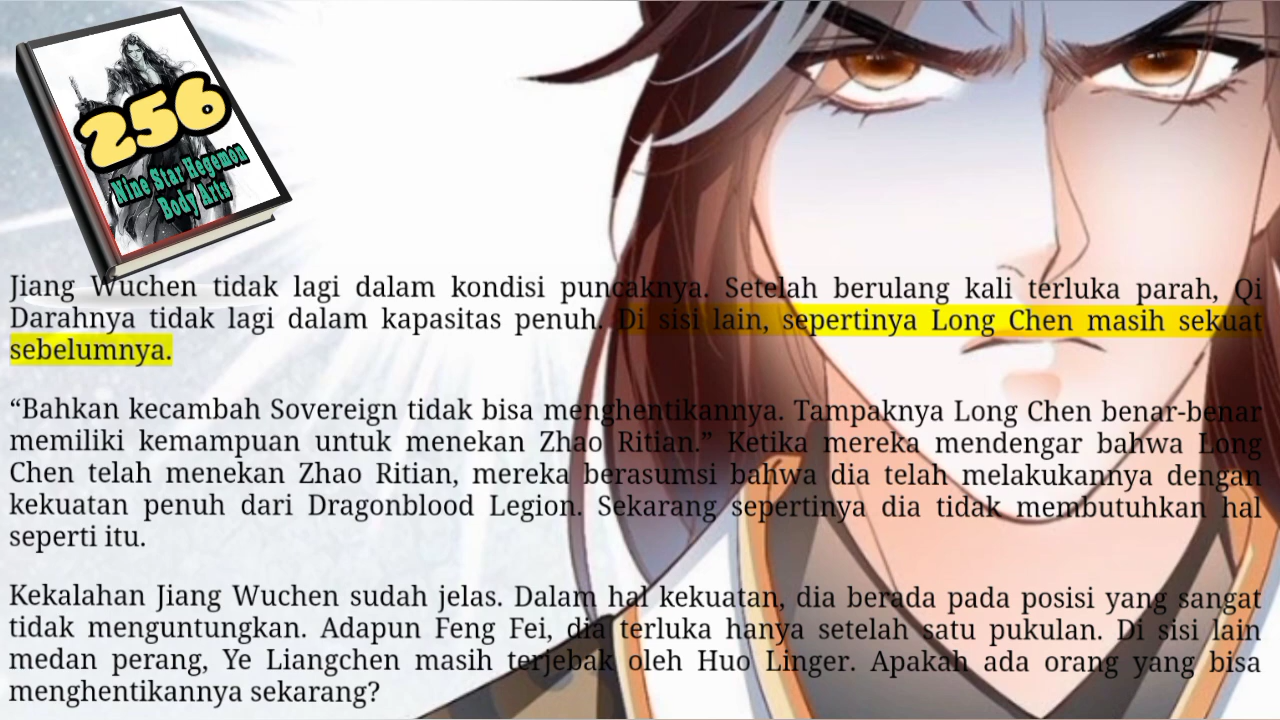 256
Nine Star Hegemon
Body Arts
Jiang Wuchen tidak lagi dalam kondisi puncaknya. Setelah berulang kali terluka parah, Qi
Darahnya tidak lagi dalam kapasitas penuh. Di sisi lain, sepertinya Long Chen masih sekuat
sebelumnya.
“Bahkan kecambah Sovereign tidak bisa menghentikannya. Tampaknya Long Chen benar-benar
memiliki kemampuan untuk menekan Zhao Ritian.” Ketika mereka mendengar bahwa Long
Chen telah menekan Zhao Ritian, mereka berasumsi bahwa dia telah melakukannya dengan
kekuatan penuh dari Dragonblood Legion. Sekarang sepertinya dia tidak membutuhkan hal
seperti itu.
Kekalahan Jiang Wuchen sudah jelas. Dalam hal kekuatan, dia berada pada posisi yang sangat
tidak menguntungkan. Adapun Feng Fei, dia terluka hanya setelah satu pukulan. Di sisi lain
medan perang, Ye Liangchen masih terjebak oleh Huo Linger. Apakah ada orang yang bisa
menghentikannya sekarang?